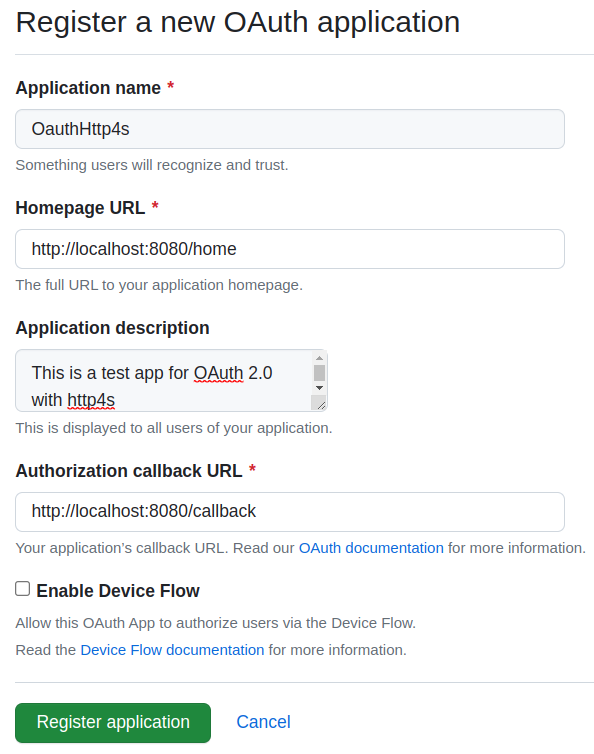 Register a new OAuth application
Application name *
OauthHttp4s
Something users will recognize and trust.
Homepage URL *
http://localhost:8080/home
The full URL to your application homepage.
Application description
This is a test app for OAuth 2.0
with http4s
This is displayed to all users of your application.
Authorization callback URL *
http://localhost:8080/callback
Your application's callback URL. Read our OAuth documentation for more information.
Enable Device Flow
Allow this OAuth App to authorize users via the Device Flow.
Read the Device Flow documentation for more information.
Register application Cancel